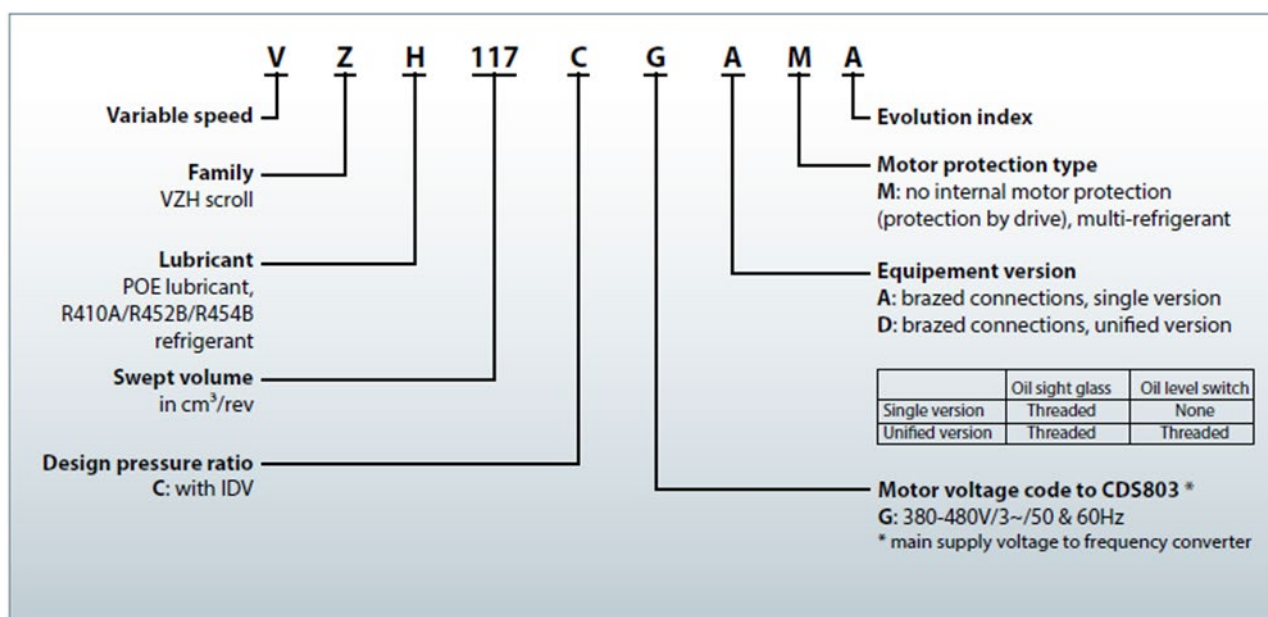 V Z H 117 C G A M A
Variable speed
Family
VZH scroll
Lubricant
POE lubricant,
R410A/R452B/R454B
refrigerant
Swept volume
in cm³/rev
Design pressure ratio
C: with IDV
Evolution index
Motor protection type
M: no internal motor protection
(protection by drive), multi-refrigerant
Equipement version
A: brazed connections, single version
D: brazed connections, unified version
Oil sight glass Oil level switch
Single version Threaded None
Unified version Threaded Threaded
Motor voltage code to CDS803 *
G: 380-480V/3~/50 & 60Hz
* main supply voltage to frequency converter